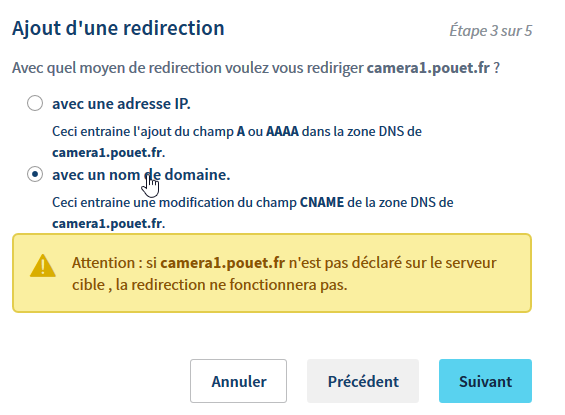 Ajout d'une redirection
Étape 3 sur 5
Avec quel moyen de redirection voulez vous rediriger camera1.pouet.fr ?
avec une adresse IP.
Ceci entraine l'ajout du champ A ou AAAA dans la zone DNS de
camera1.pouet.fr.
avec un nom de domaine.
Ceci entraine une modification du champ CNAME de la zone DNS de
camera1.pouet.fr.
Attention : si camera1.pouet.fr n'est pas déclaré sur le serveur
cible , la redirection ne fonctionnera pas.
Annuler
Précédent
Suivant